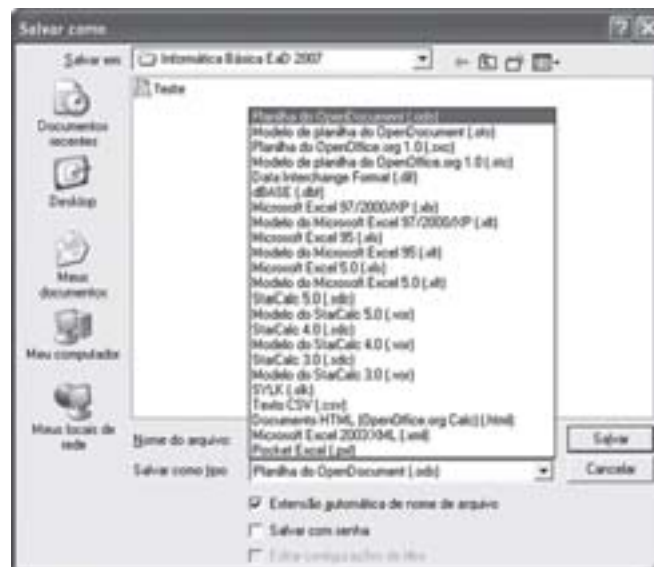 Salvar como
Salvar em: Informática Básica EaD 2007
Teste
Documentos recentes
Desktop
Meus documentos
Meu computador
Meus locais de rede
Planilha do OpenDocument (.ods)
Modelo de planilha do OpenDocument (.ots)
Planilha do OpenOffice.org 1.0 (.sxc)
Modelo de planilha do OpenOffice.org 1.0 (.stc)
Data Interchange Format (.dif)
dBASE (.dbf)
Microsoft Excel 97/2000/XP (.xls)
Modelo do Microsoft Excel 97/2000/XP (.xlt)
Microsoft Excel 95 (.xls)
Modelo do Microsoft Excel 95 (.xlt)
Microsoft Excel 5.0 (.xls)
Modelo do Microsoft Excel 5.0 (.xlt)
StarCalc 5.0 (.sdc)
Modelo do StarCalc 5.0 (.vor)
StarCalc 4.0 (.sdc)
Modelo do StarCalc 4.0 (.vor)
StarCalc 3.0 (.sdc)
Modelo do StarCalc 3.0 (.vor)
SYLK (.slk)
Texto CSV (.csv)
Documento HTML (OpenOffice.org Calc) (.html)
Microsoft Excel 2003 XML (.xml)
Pocket Excel (.pxl)
Nome do arquivo:
Salvar
Salvar como tipo: Planilha do OpenDocument (.ods)
Cancelar
Extensão automática de nome de arquivo
Salvar com senha
Editar configurações do filtro